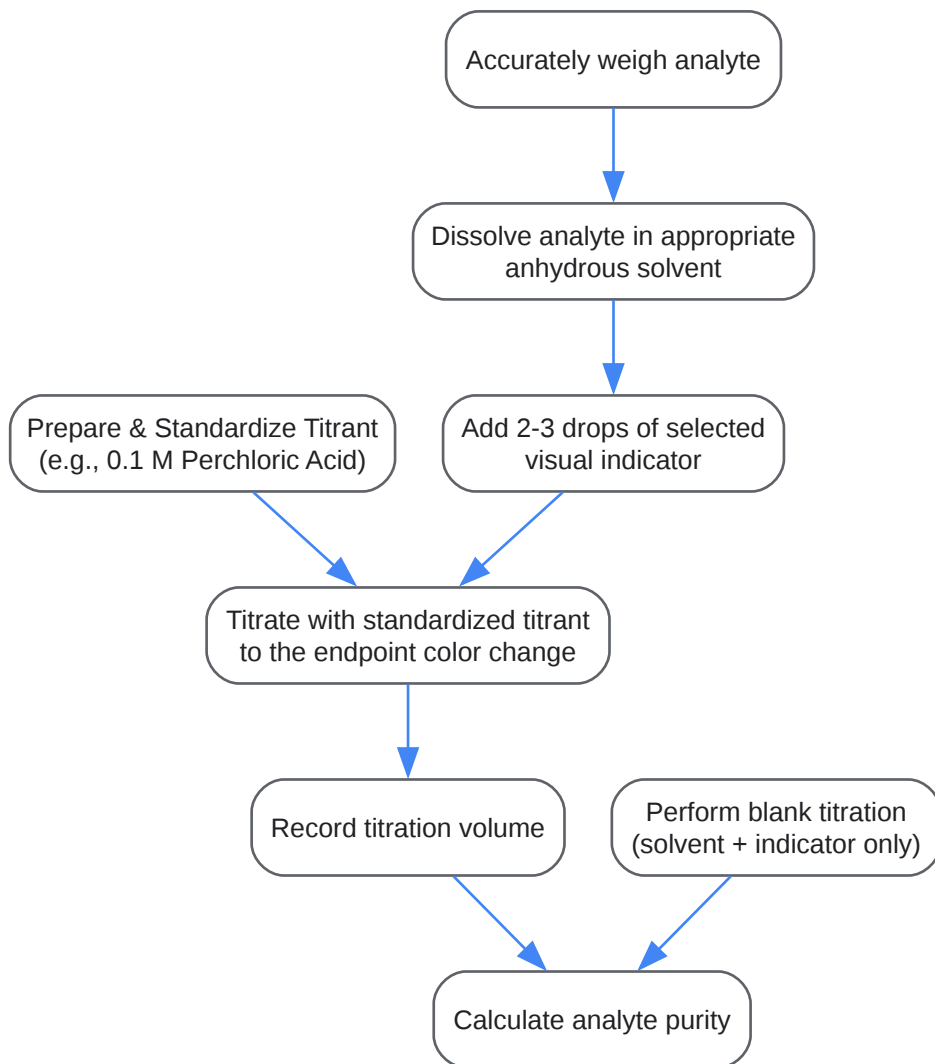 Accurately weigh analyte
Dissolve analyte in appropriate
anhydrous solvent
Prepare & Standardize Titrant
(e.g., 0.1 M Perchloric Acid)
Add 2-3 drops of selected
visual indicator
Titrate with standardized titrant
to the endpoint color change
Record titration volume
Perform blank titration
(solvent + indicator only)
Calculate analyte purity